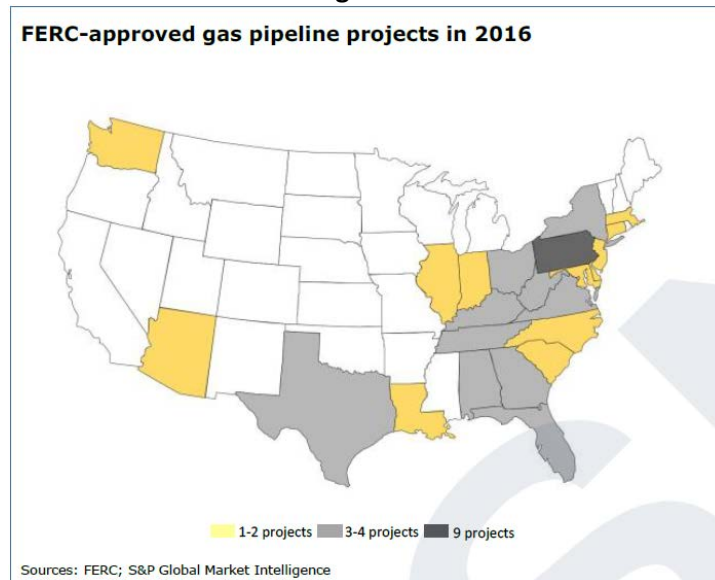 FERC-approved gas pipeline projects in 2016
1-2 projects 3-4 projects 9 projects
Sources: FERC; S&P Global Market Intelligence